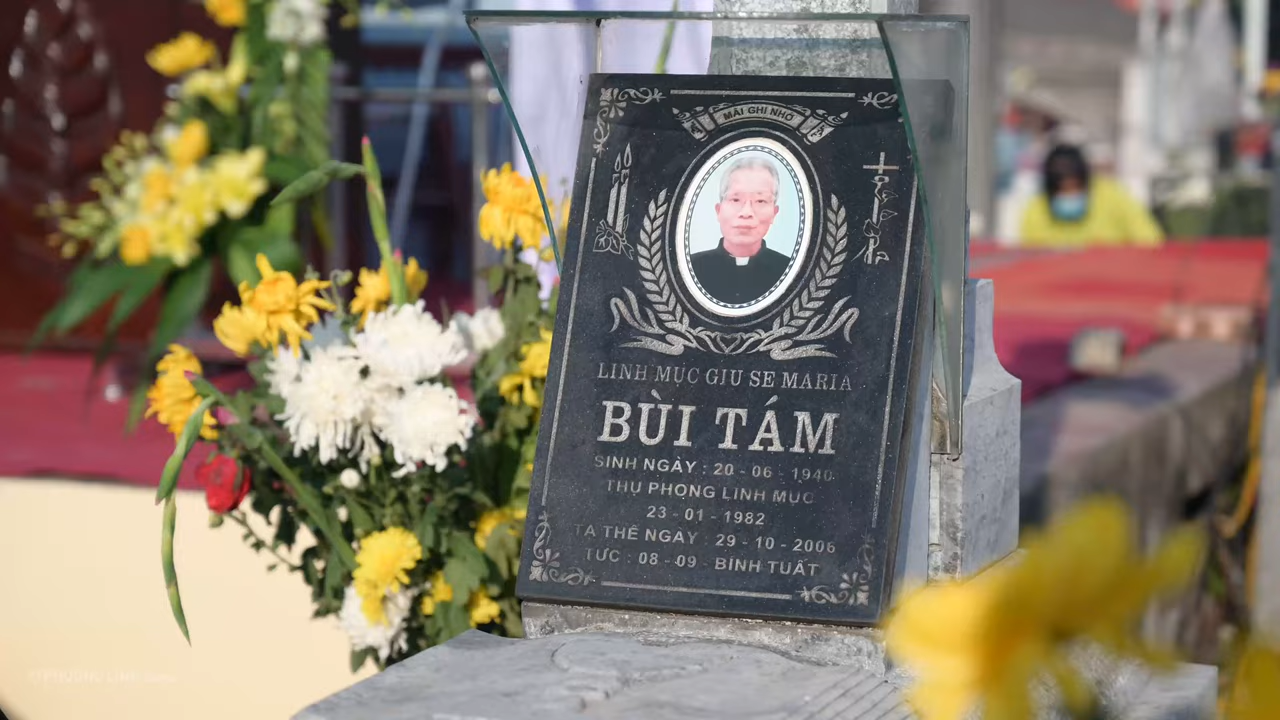 MÃI GHI NHỚ
LINH MỤC GIU SE MARIA
BÙI TÁM
SINH NGÀY : 20 - 06 - 1940
THỤ PHONG LINH MỤC
23 - 01 - 1982
TẠ THẾ NGÀY : 29 - 10 - 2006
TỨC : 08 - 09 - BÍNH TUẤT